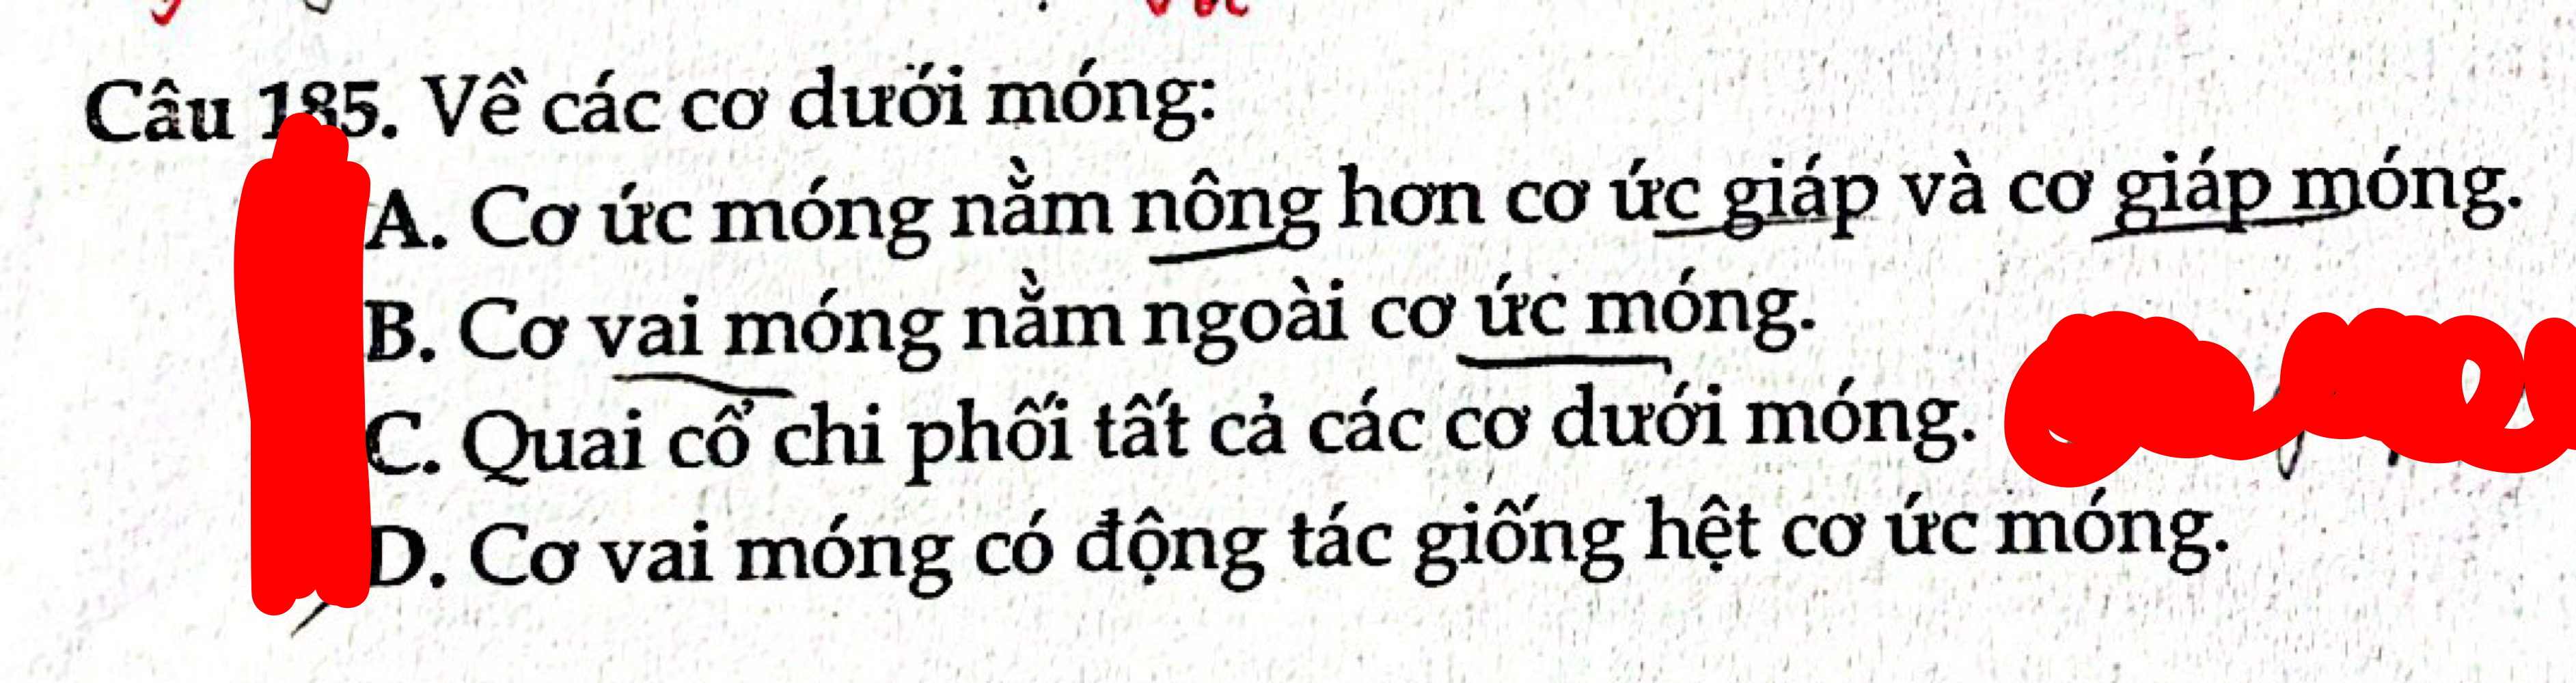 Câu 185. Về các cơ dưới móng:
A. Cơ ức móng nằm nông hơn cơ ức giáp và cơ giáp móng.
B. Cơ vai móng nằm ngoài cơ ức móng.
C. Quai cổ chi phối tất cả các cơ dưới móng.
D. Cơ vai móng có động tác giống hệt cơ ức móng.